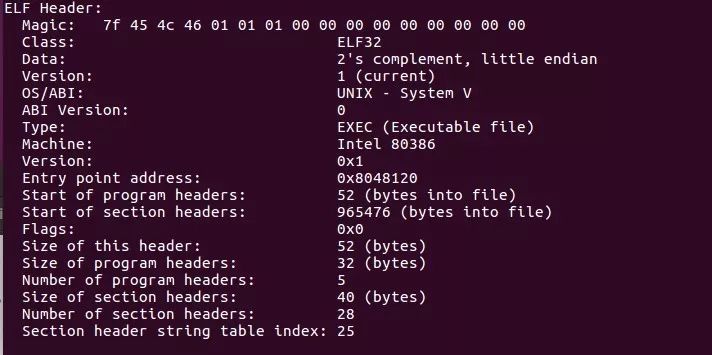 ELF Header:
  Magic:   7f 45 4c 46 01 01 01 00 00 00 00 00 00 00 00 00
  Class:                             ELF32
  Data:                              2's complement, little endian
  Version:                           1 (current)
  OS/ABI:                            UNIX - System V
  ABI Version:                       0
  Type:                              EXEC (Executable file)
  Machine:                           Intel 80386
  Version:                           0x1
  Entry point address:               0x8048120
  Start of program headers:          52 (bytes into file)
  Start of section headers:          965476 (bytes into file)
  Flags:                             0x0
  Size of this header:               52 (bytes)
  Size of program headers:           32 (bytes)
  Number of program headers:         5
  Size of section headers:           40 (bytes)
  Number of section headers:         28
  Section header string table index: 25